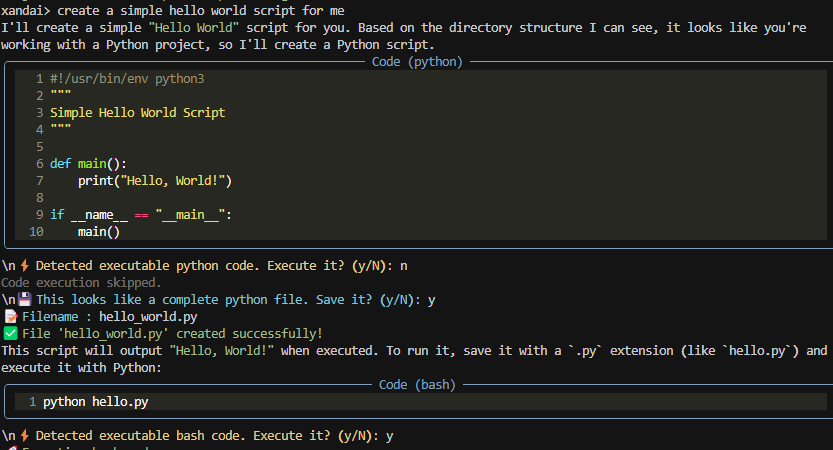 xandai> create a simple hello world script for me
I'll create a simple "Hello World" script for you. Based on the directory structure I can see, it looks like you're
working with a Python project, so I'll create a Python script.
Code (python)
1 #!/usr/bin/env python3
2 """
3 Simple Hello World Script
4 """
5
6 def main():
7     print("Hello, World!")
8
9 if __name__ == "__main__":
10     main()
\n⚡ Detected executable python code. Execute it? (y/N): n
Code execution skipped.
\n💾 This looks like a complete python file. Save it? (y/N): y
📝 Filename : hello_world.py
✅ File 'hello_world.py' created successfully!
This script will output "Hello, World!" when executed. To run it, save it with a `.py` extension (like `hello.py`) and
execute it with Python:
Code (bash)
1 python hello.py
\n⚡ Detected executable bash code. Execute it? (y/N): y